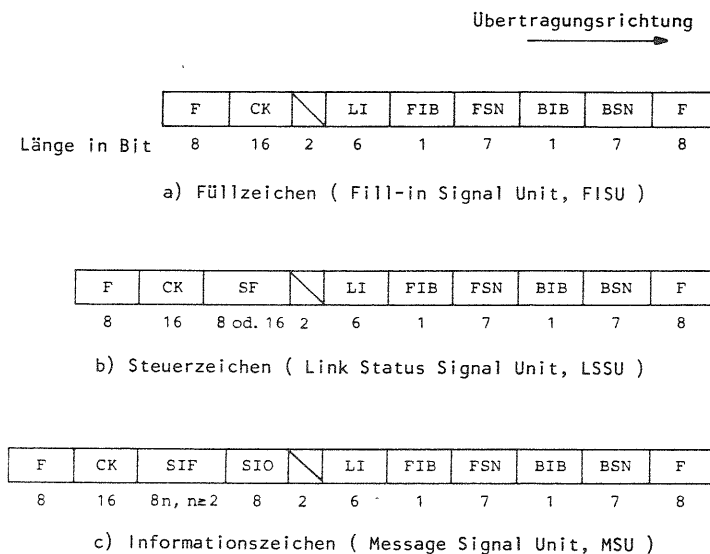 Übertragungsrichtung
F CK LI FIB FSN BIB BSN F
Länge in Bit 8 16 2 6 1 7 1 7 8
a) Füllzeichen ( Fill-in Signal Unit, FISU )
F CK SF LI FIB FSN BIB BSN F
8 16 8 od. 16 2 6 1 7 1 7 8
b) Steuerzeichen ( Link Status Signal Unit, LSSU )
F CK SIF SIO LI FIB FSN BIB BSN F
8 16 8n, n≥2 8 2 6 1 7 1 7 8
c) Informationszeichen ( Message Signal Unit, MSU )